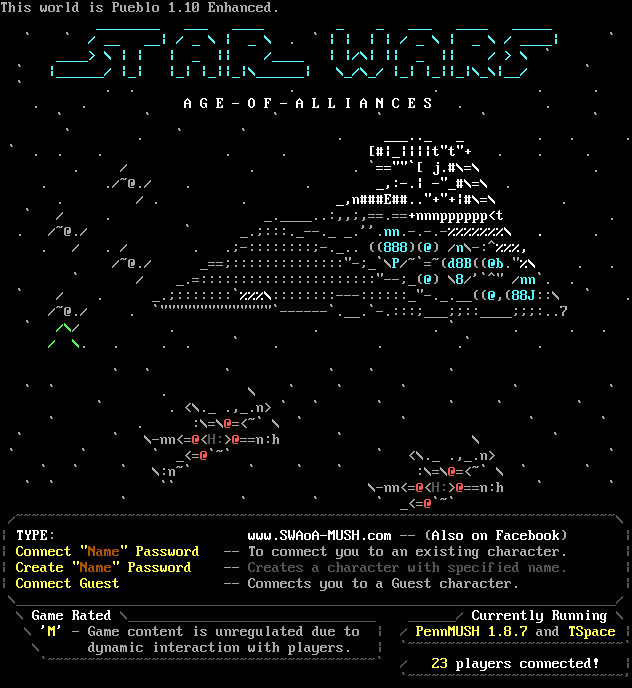 This world is Pueblo 1.10 Enhanced.
STAR WARS
AGE-OF-ALLIANCES
TYPE: www.SWAoA-MUSH.com -- (Also on Facebook)
Connect "Name" Password -- To connect you to an existing character.
Create "Name" Password -- Creates a character with specified name.
Connect Guest -- Connects you to a Guest character.
Game Rated
'M' - Game content is unregulated due to
dynamic interaction with players.
Currently Running
PennMUSH 1.8.7 and TSpace
23 players connected!